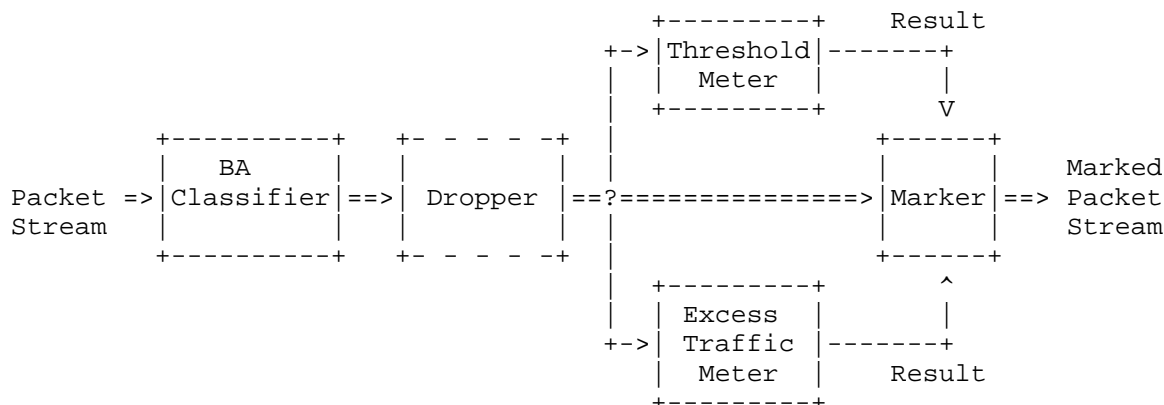 +---------+     Result
                                                 +->|Threshold|-------+
                                                 |  |  Meter  |       |
                                                 |  +---------+       V
            +----------+   +- - - - -+           |                +------+
            |   BA     |   |         |           |                |      |    Marked
Packet =>|Classifier|==>| Dropper |==?===============>|Marker|==> Packet
Stream      |          |   |         |           |                |      |    Stream
            +----------+   +- - - - -+           |                +------+
                                                 |  +---------+       ^
                                                 |  | Excess  |       |
                                                 +->| Traffic |-------+
                                                    |  Meter  |     Result
                                                    +---------+